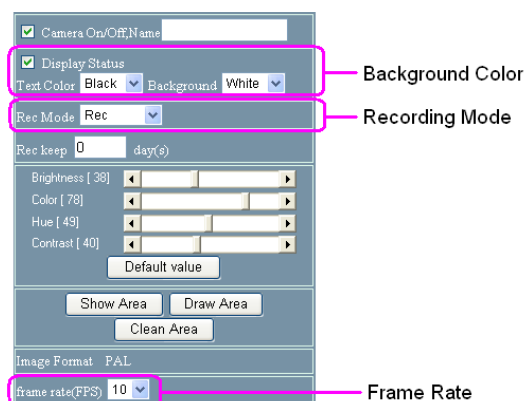 Camera On/Off,Name
Display Status
Text Color Black Background White
Background Color
Rec Mode Rec
Recording Mode
Rec keep 0 day(s)
Brightness [ 38]
Color [ 78]
Hue [ 49]
Contrast [ 40]
Default value
Show Area Draw Area
Clean Area
Image Format PAL
frame rate(FPS) 10
Frame Rate